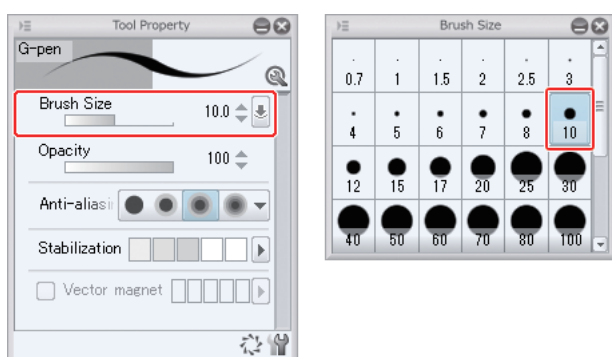 Tool Property
G-pen
Brush Size 10.0
Opacity 100
Anti-aliasi
Stabilization
Vector magnet
Brush Size
0.7 1 1.5 2 2.5 3
4 5 6 7 8 10
12 15 17 20 25 30
40 50 60 70 80 100